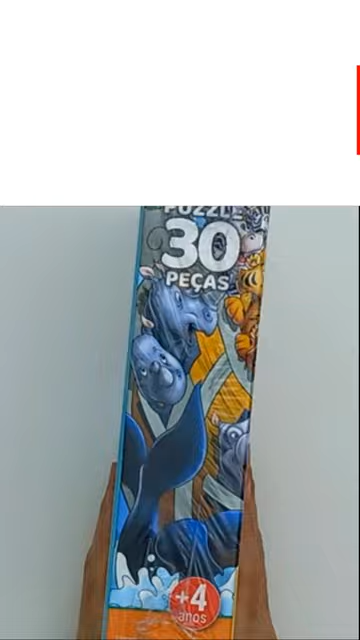 PUZZLE
30
PEÇAS
+4
anos